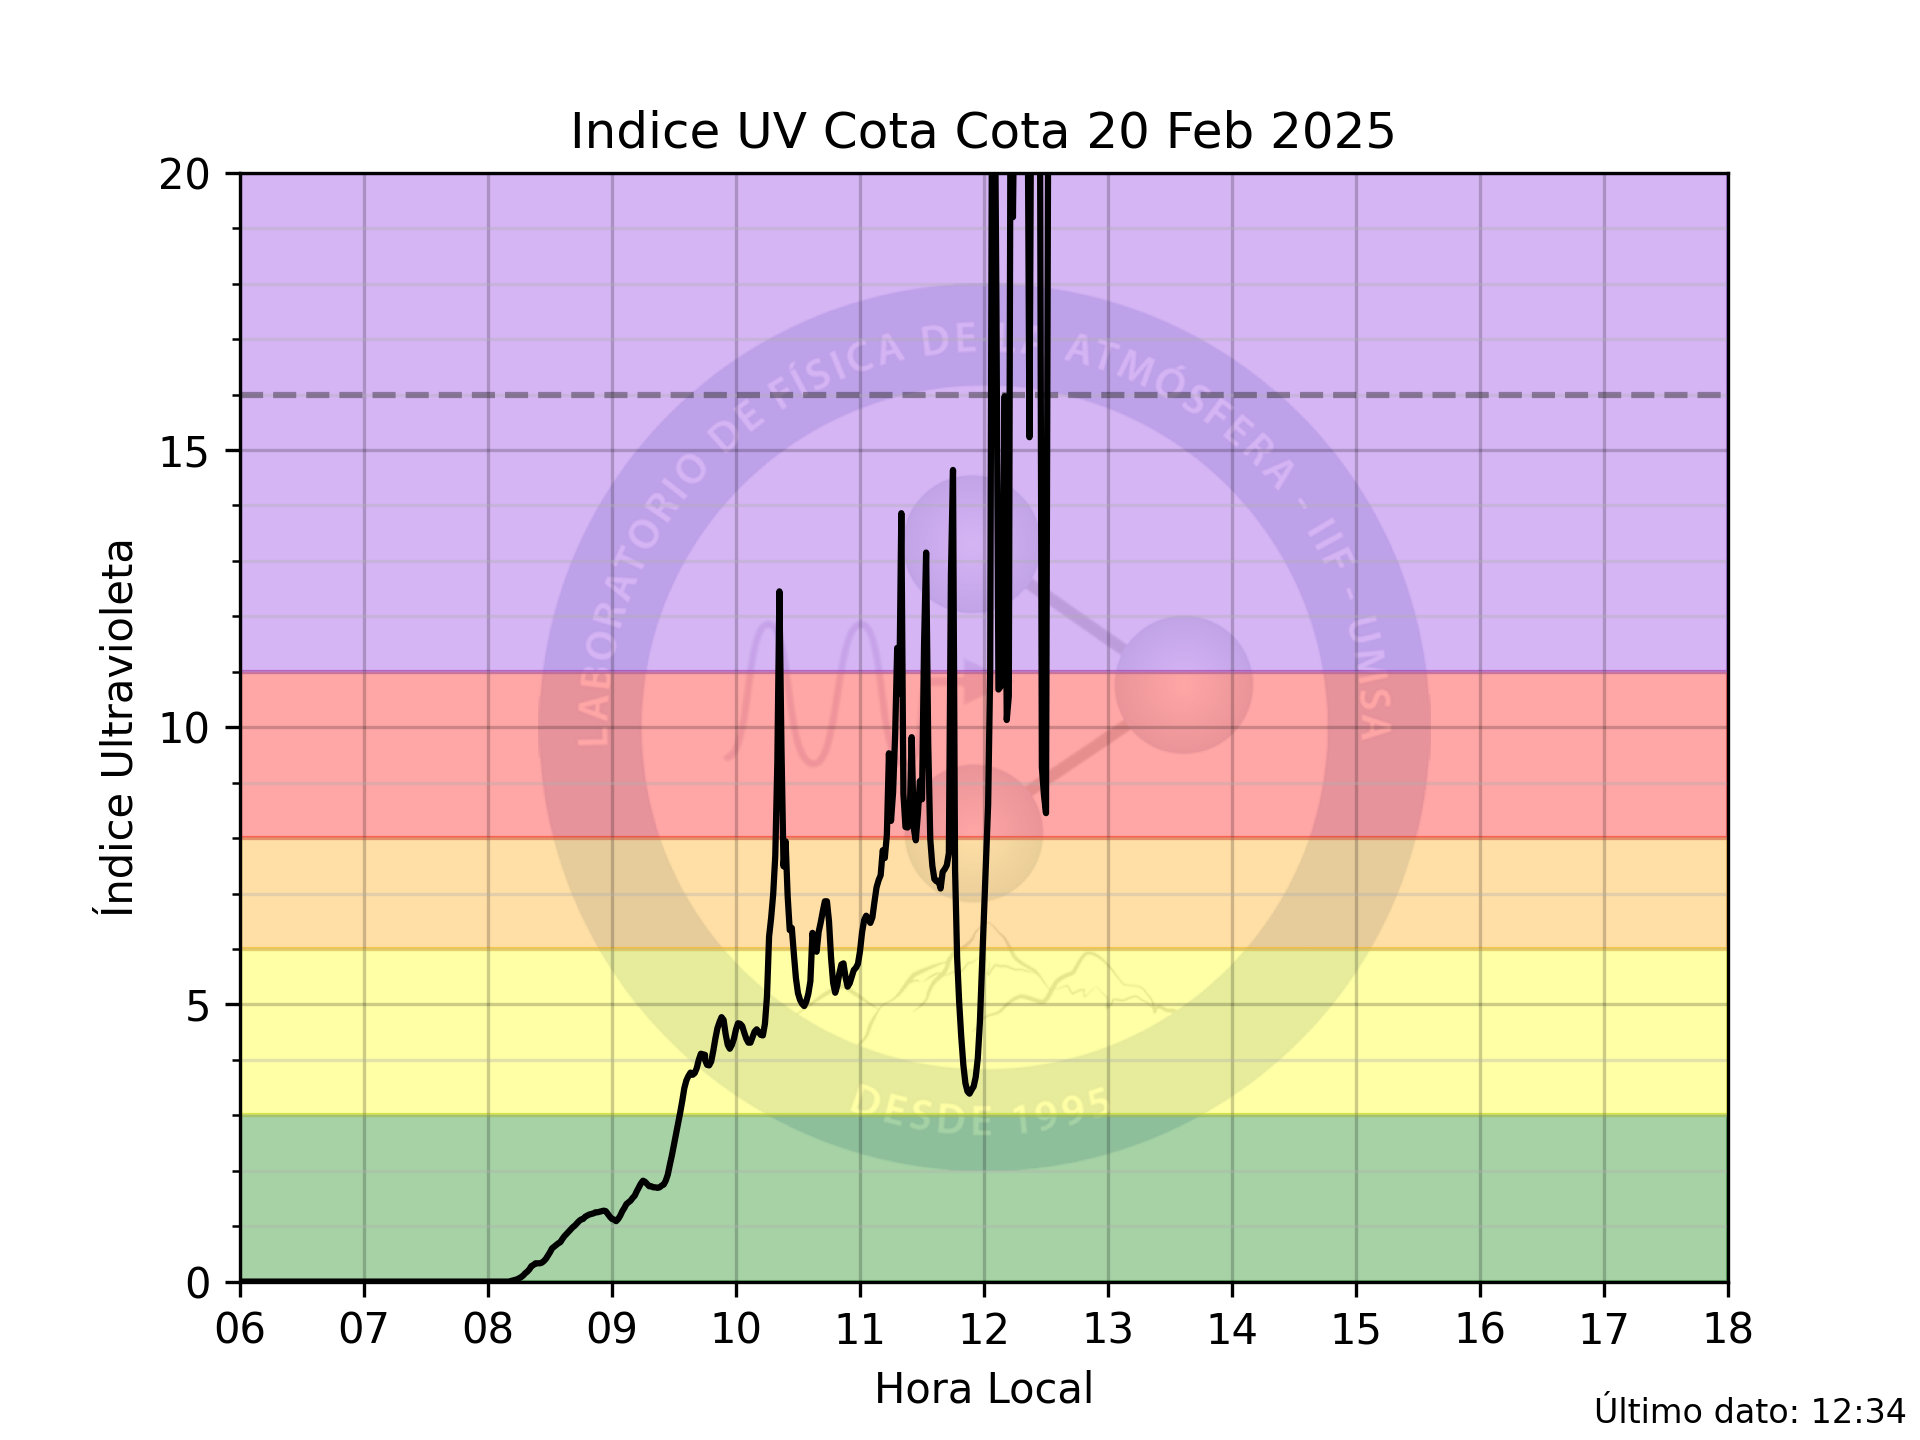 Indice UV Cota Cota 20 Feb 2025
20
15
10
5
0
Índice Ultravioleta
LABORATORIO DE FÍSICA DE LA ATMÓSFERA - IIF - UMSA
DESDE 1995
06 07 08 09 10 11 12 13 14 15 16 17 18
Hora Local
Último dato: 12:34